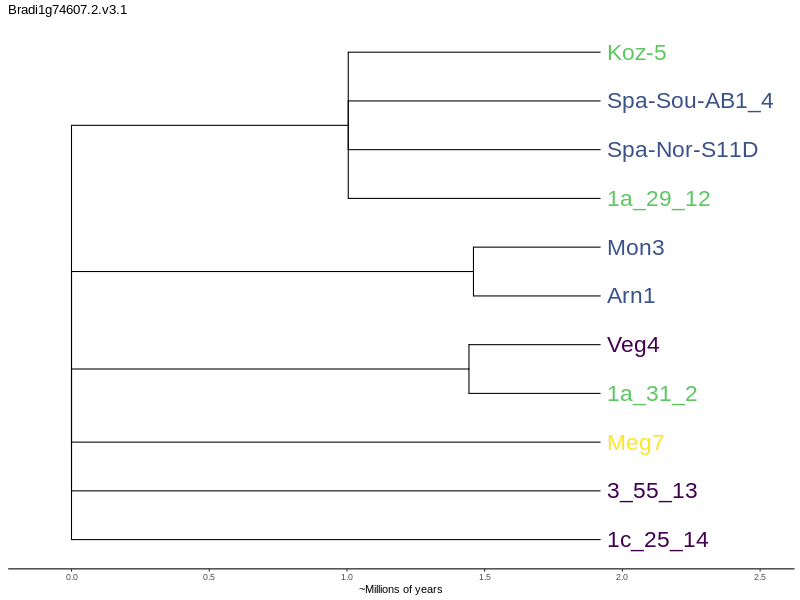 Bradi1g74607.2.v3.1
Koz-5
Spa-Sou-AB1_4
Spa-Nor-S11D
1a_29_12
Mon3
Arn1
Veg4
1a_31_2
Meg7
3_55_13
1c_25_14
0.0 0.5 1.0 1.5 2.0 2.5
~Millions of years